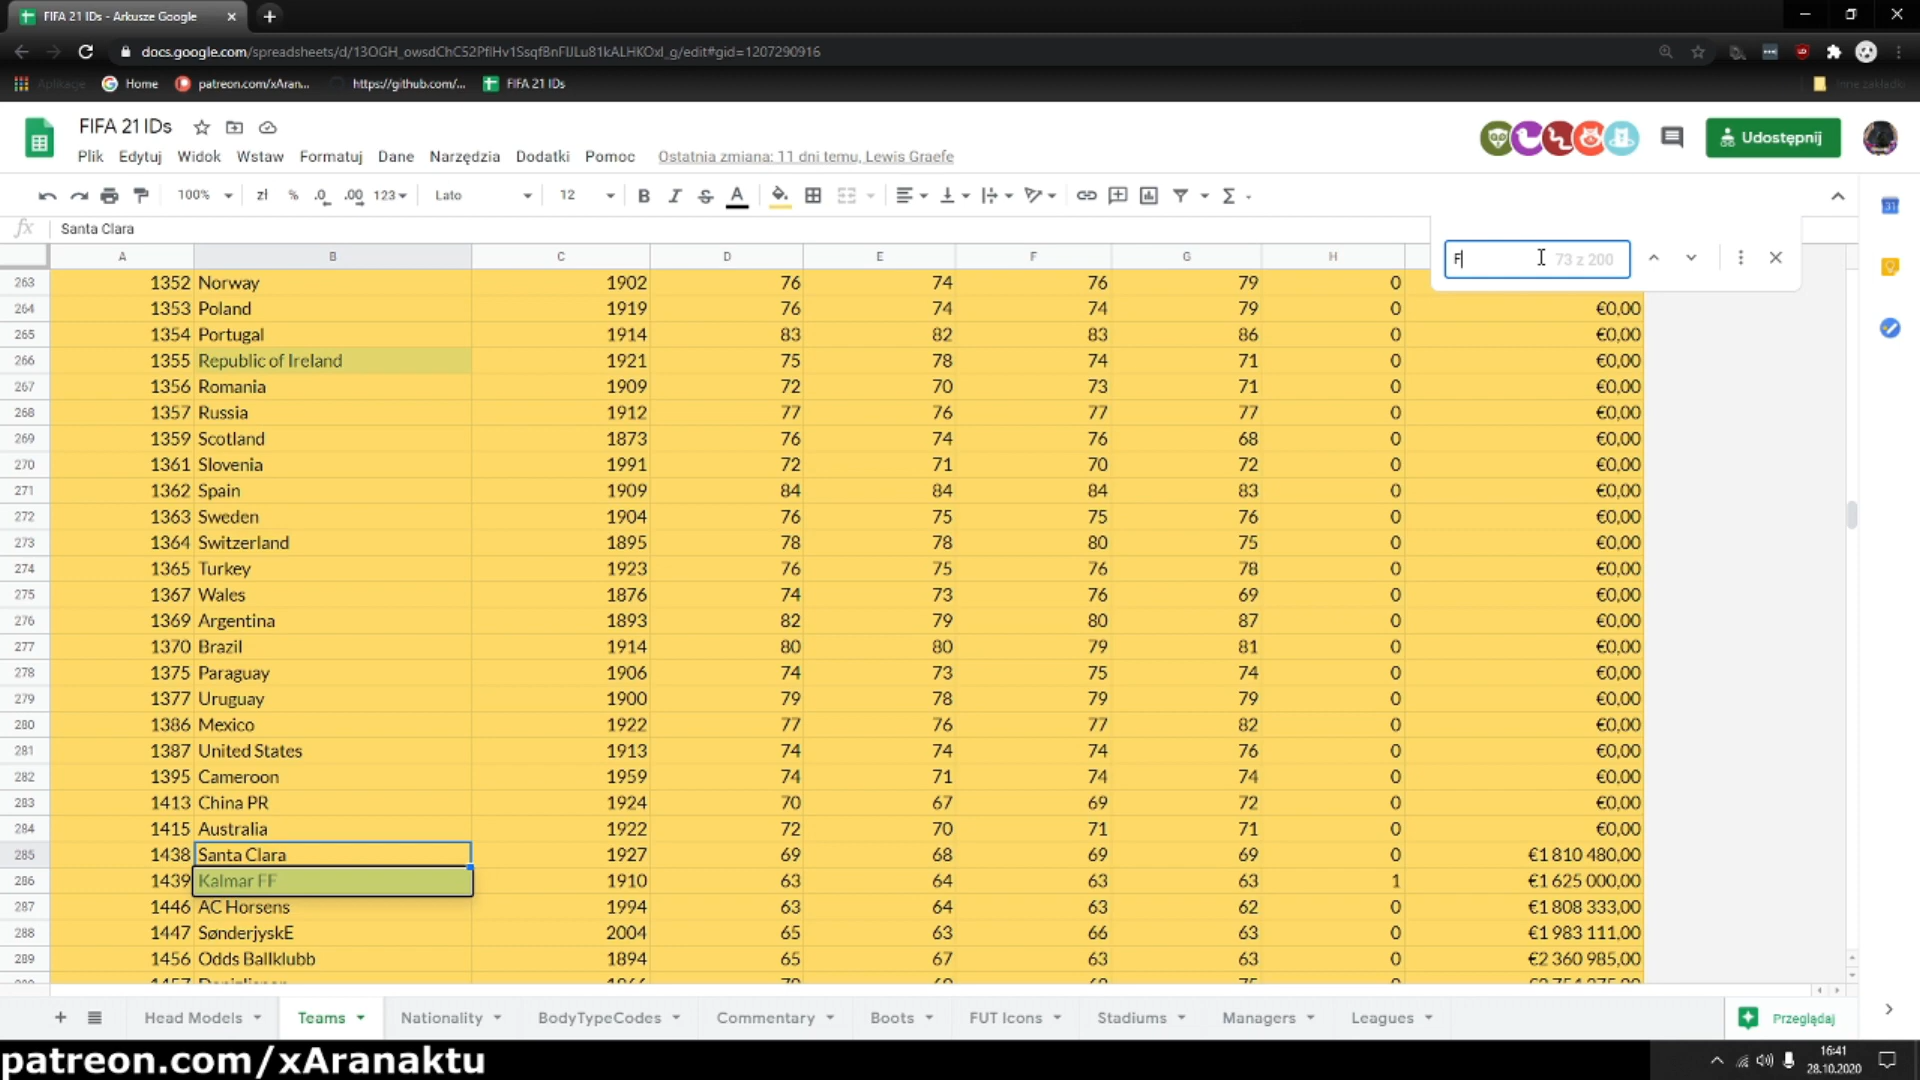 FIFA 21 IDs - Arkusze Google
docs.google.com/spreadsheets/d/13OGH_owsdChC52PflHv1SsqfBnFlJLu81kALHKOxl_g/edit#gid=1207290916
Aplikacje Home patreon.com/xAran... https://github.com/... FIFA 21 IDs Inne zakładki
FIFA 21 IDs
Udostępnij
Plik Edytuj Widok Wstaw Formatuj Dane Narzędzia Dodatki Pomoc Ostatnia zmiana: 11 dni temu, Lewis Graefe
100% zł % .0 .00 123 Lato 12 B I S A
fx Santa Clara
F 73 z 200
A B C D E F G H
263 1352 Norway 1902 76 74 76 79 0
264 1353 Poland 1919 76 74 74 79 0 €0,00
265 1354 Portugal 1914 83 82 83 86 0 €0,00
266 1355 Republic of Ireland 1921 75 78 74 71 0 €0,00
267 1356 Romania 1909 72 70 73 71 0 €0,00
268 1357 Russia 1912 77 76 77 77 0 €0,00
269 1359 Scotland 1873 76 74 76 68 0 €0,00
270 1361 Slovenia 1991 72 71 70 72 0 €0,00
271 1362 Spain 1909 84 84 84 83 0 €0,00
272 1363 Sweden 1904 76 75 75 76 0 €0,00
273 1364 Switzerland 1895 78 78 80 75 0 €0,00
274 1365 Turkey 1923 76 75 76 78 0 €0,00
275 1367 Wales 1876 74 73 76 69 0 €0,00
276 1369 Argentina 1893 82 79 80 87 0 €0,00
277 1370 Brazil 1914 80 80 79 81 0 €0,00
278 1375 Paraguay 1906 74 73 75 74 0 €0,00
279 1377 Uruguay 1900 79 78 79 79 0 €0,00
280 1386 Mexico 1922 77 76 77 82 0 €0,00
281 1387 United States 1913 74 74 74 76 0 €0,00
282 1395 Cameroon 1959 74 71 74 74 0 €0,00
283 1413 China PR 1924 70 67 69 72 0 €0,00
284 1415 Australia 1922 72 70 71 71 0 €0,00
285 1438 Santa Clara 1927 69 68 69 69 0 €1 810 480,00
286 1439 Kalmar FF 1910 63 64 63 63 1 €1 625 000,00
287 1446 AC Horsens 1994 63 64 63 62 0 €1 808 333,00
288 1447 SønderjyskE 2004 65 63 66 63 0 €1 983 111,00
289 1456 Odds Ballklubb 1894 65 67 63 63 0 €2 360 985,00
Head Models Teams Nationality BodyTypeCodes Commentary Boots FUT Icons Stadiums Managers Leagues Przeglądaj
patreon.com/xAranaktu
16:41
28.10.2020